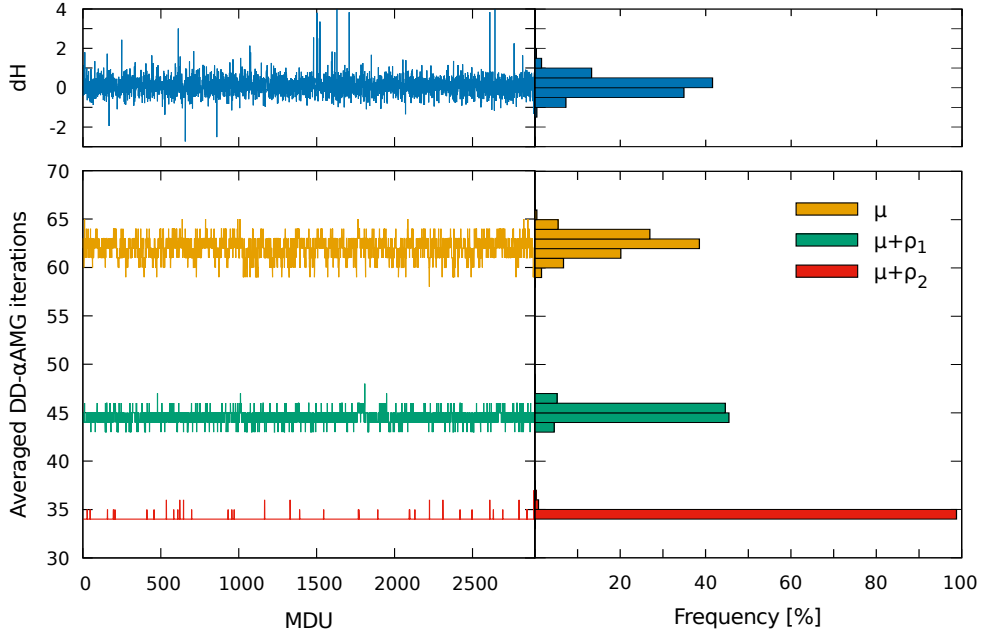 4
2
0
-2
dH
70
65
60
55
50
45
40
35
30
Averaged DD-αAMG iterations
μ
μ+ρ1
μ+ρ2
0 500 1000 1500 2000 2500
20 40 60 80 100
MDU
Frequency [%]